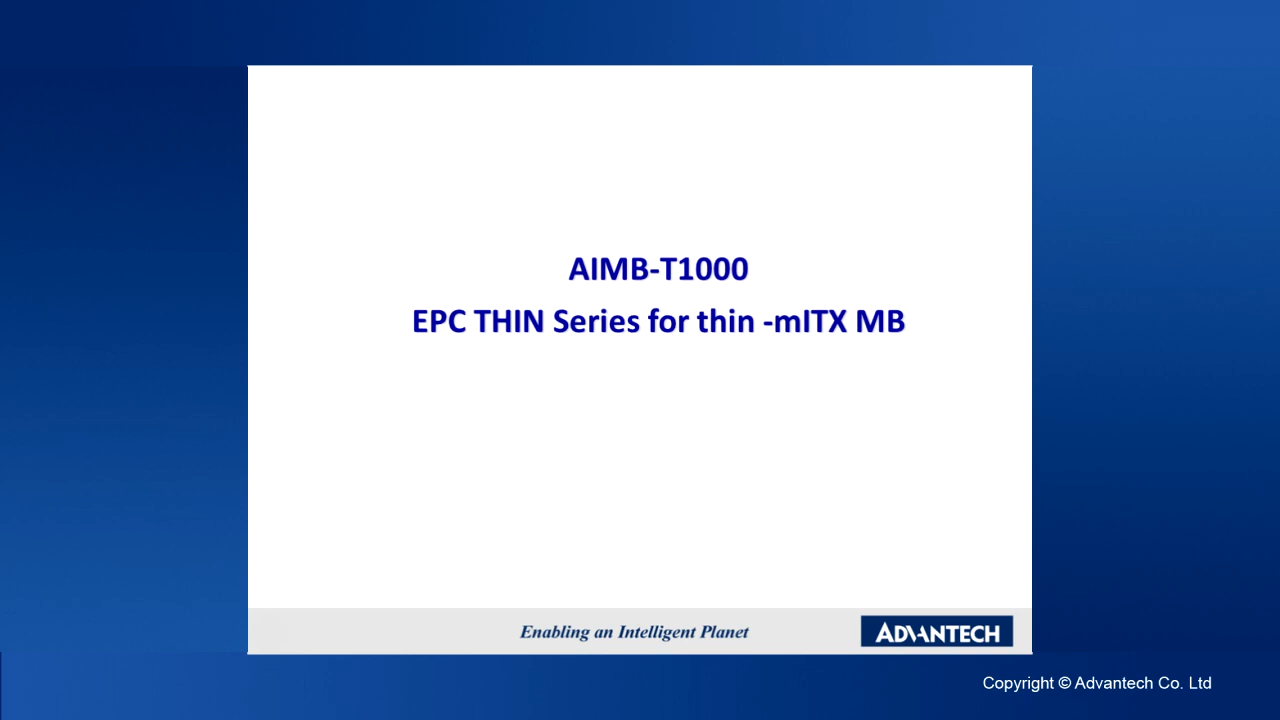 AIMB-T1000
EPC THIN Series for thin -mITX MB
Enabling an Intelligent Planet
ADVANTECH
Copyright © Advantech Co. Ltd